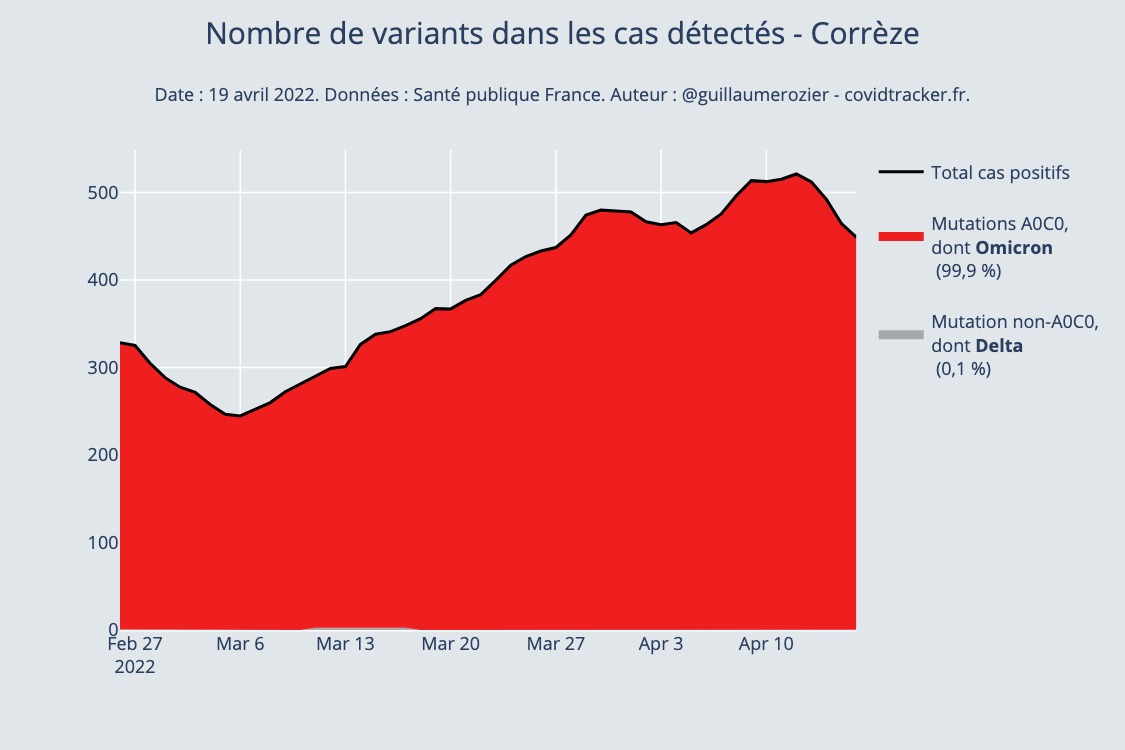 Nombre de variants dans les cas détectés - Corrèze
Date : 19 avril 2022. Données : Santé publique France. Auteur : @guillaumerozier - covidtracker.fr.
500
400
300
200
100
0
Feb 27
2022
Mar 6
Mar 13
Mar 20
Mar 27
Apr 3
Apr 10
Total cas positifs
Mutations A0C0,
dont Omicron
(99,9 %)
Mutation non-A0C0,
dont Delta
(0,1 %)